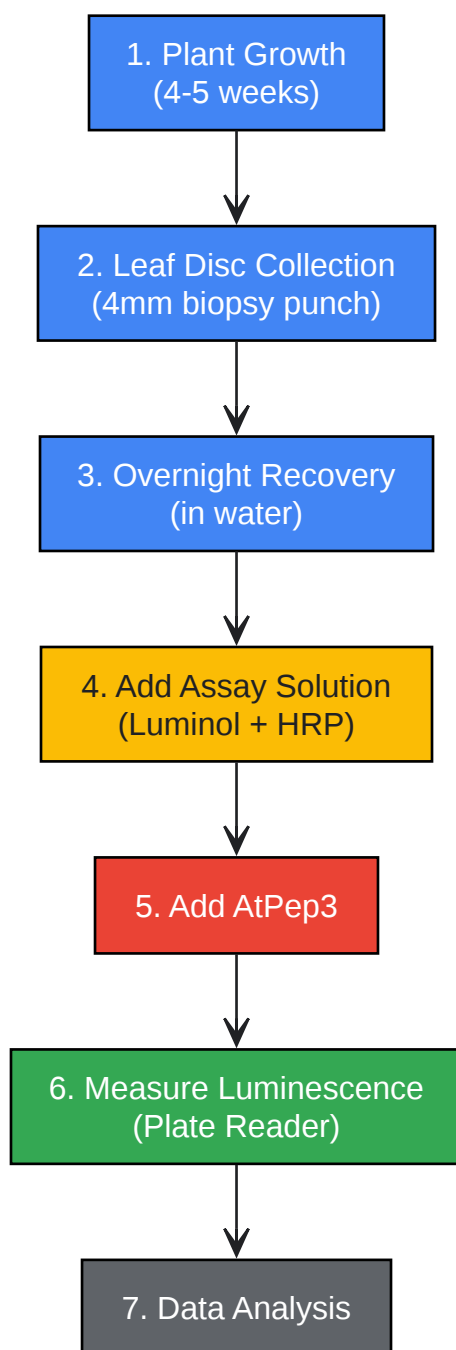 1. Plant Growth
(4-5 weeks)
2. Leaf Disc Collection
(4mm biopsy punch)
3. Overnight Recovery
(in water)
4. Add Assay Solution
(Luminol + HRP)
5. Add AtPep3
6. Measure Luminescence
(Plate Reader)
7. Data Analysis